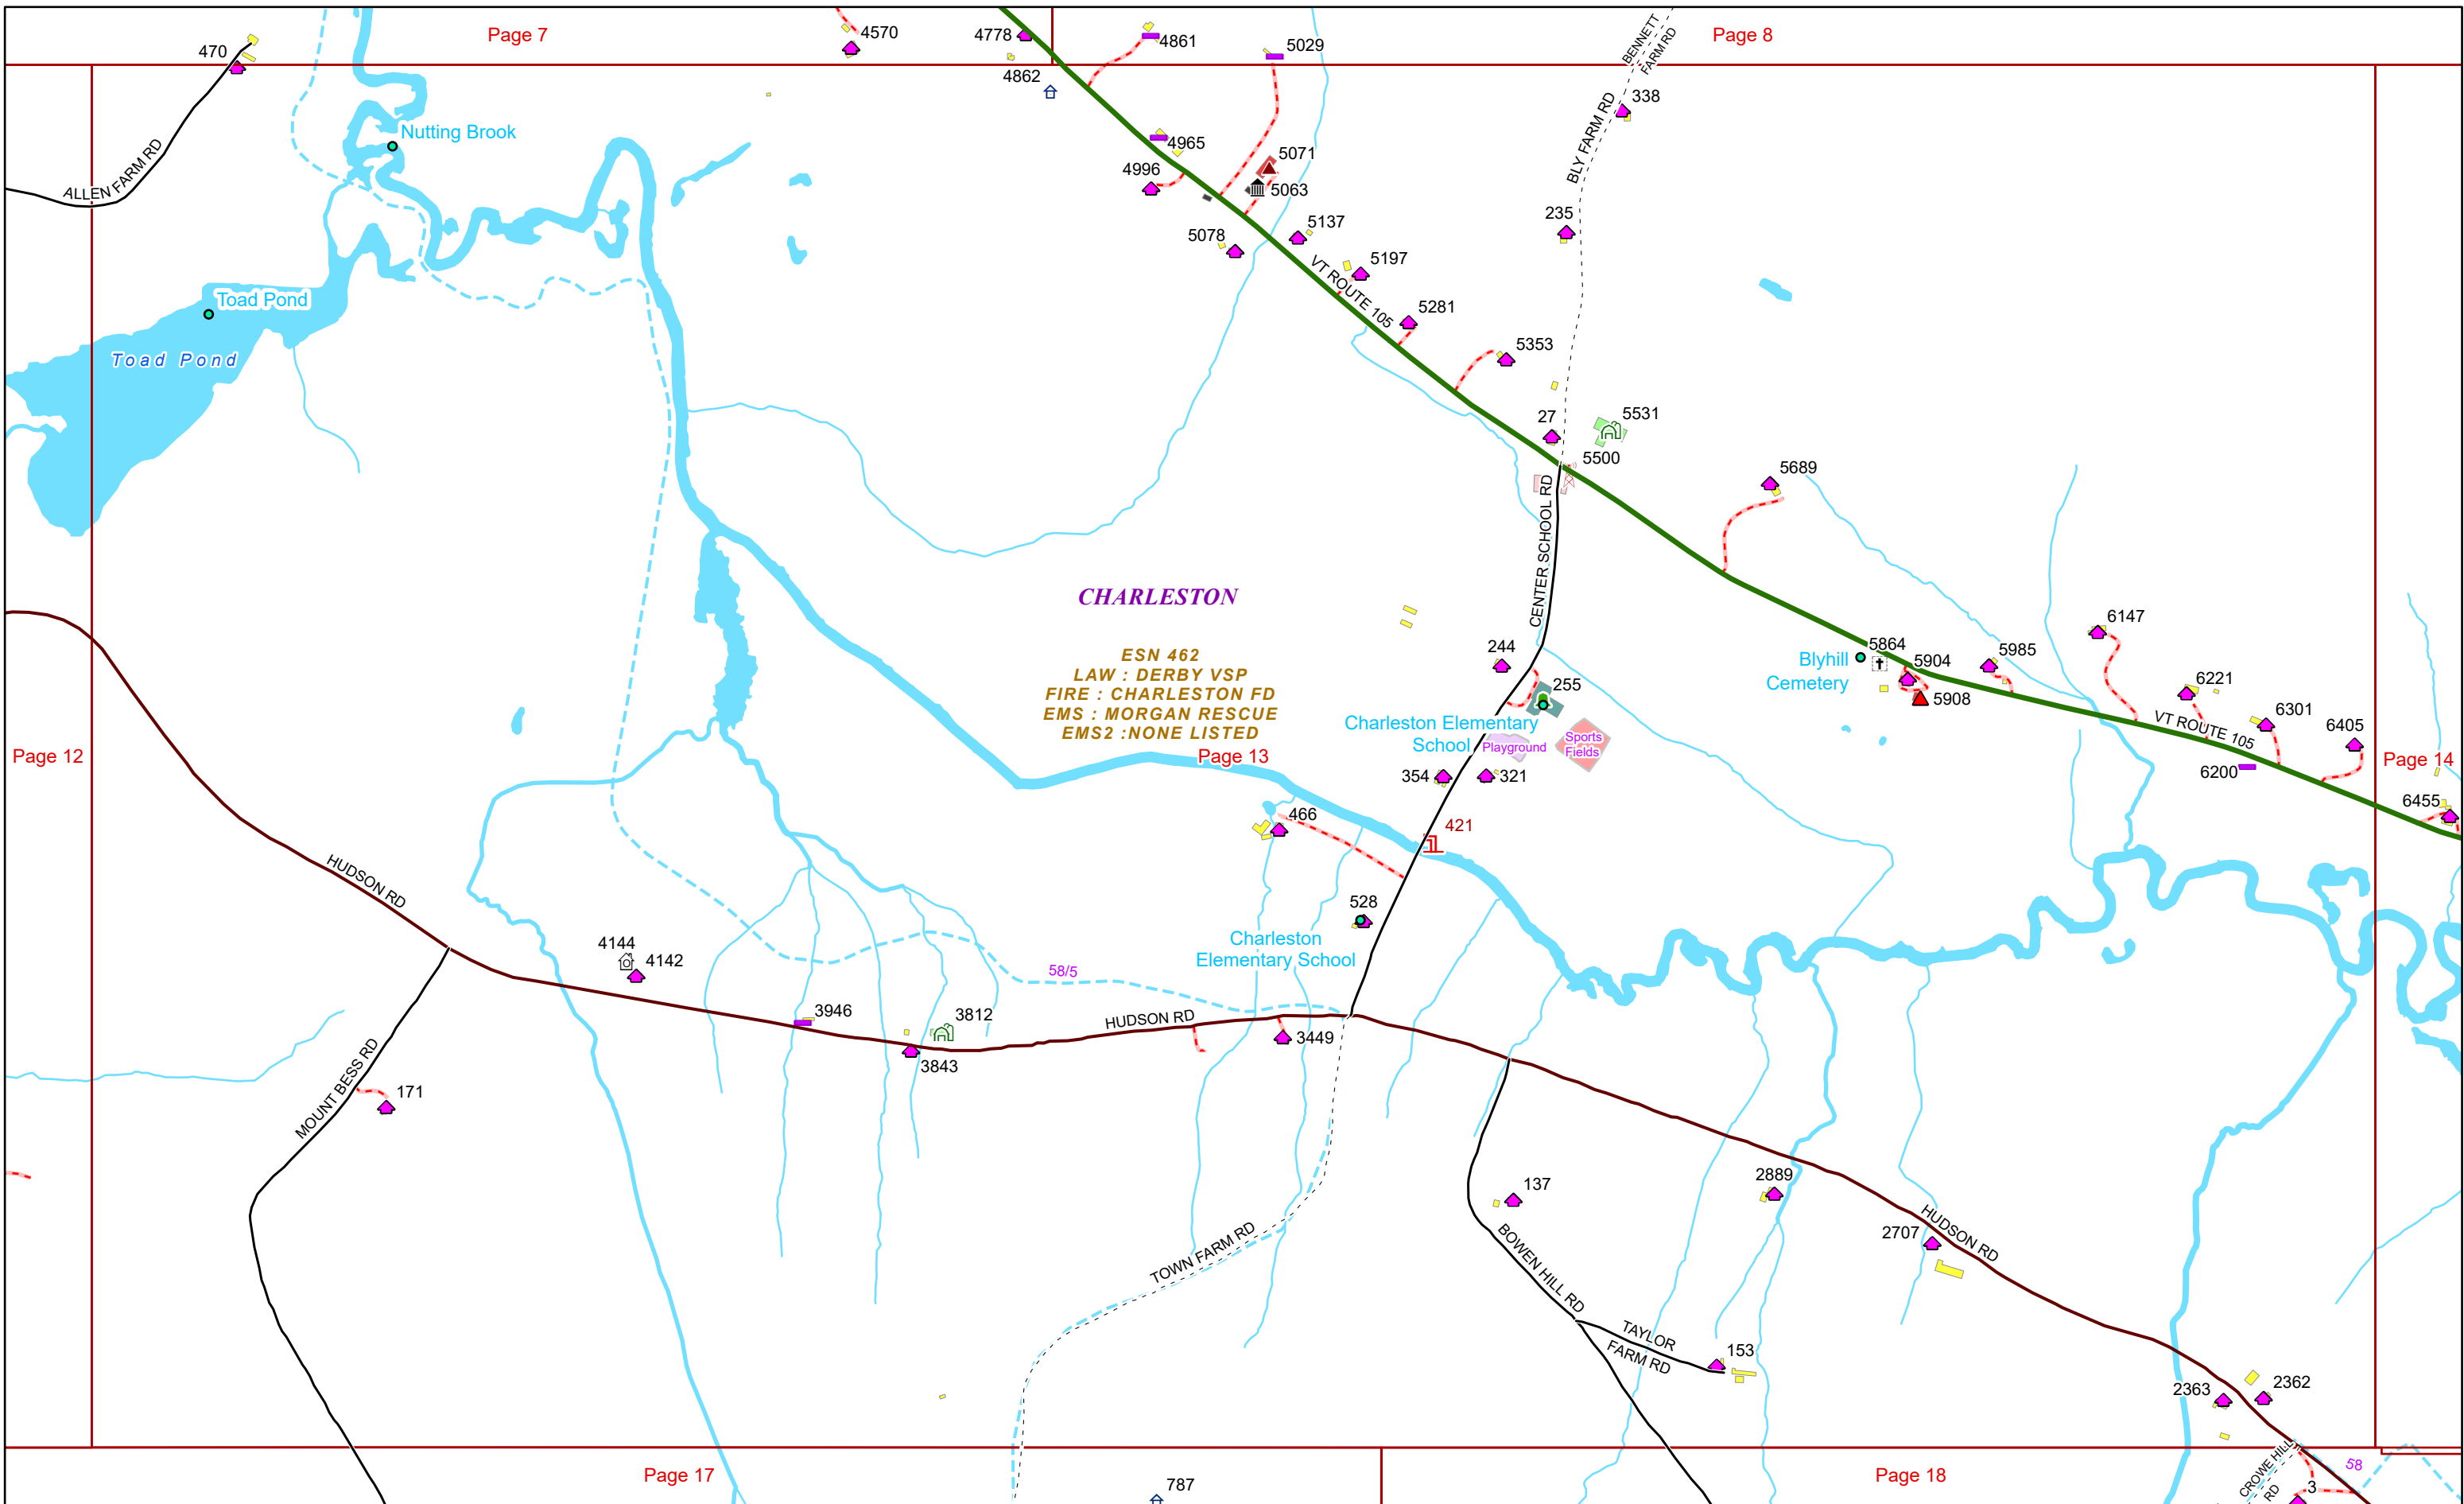 Page 7
Page 8
470
4570
4778
4861
5029
4862
BENNETT
FARM RD
338
BLY FARM RD
Nutting Brook
4965
4996
5071
5063
ALLEN FARM RD
235
5137
5078
5197
VT ROUTE 105
Toad Pond
5281
Toad Pond
5353
27
5531
5500
5689
CENTER SCHOOL RD
CHARLESTON
ESN 462
LAW : DERBY VSP
FIRE : CHARLESTON FD
EMS : MORGAN RESCUE
EMS2 :NONE LISTED
Page 13
244
255
Charleston Elementary
School
Playground
Sports
Fields
Blyhill
Cemetery
5864
5904
5908
5985
6147
6221
6301
6405
VT ROUTE 105
6200
6455
Page 12
Page 14
354
321
466
421
HUDSON RD
528
Charleston
Elementary School
4144
4142
58/5
3946
3812
HUDSON RD
3449
3843
MOUNT BESS RD
171
137
2889
2707
HUDSON RD
TOWN FARM RD
BOWEN HILL RD
TAYLOR
FARM RD
153
2363
2362
CROWE HILL
RD
58
3
Page 17
787
Page 18